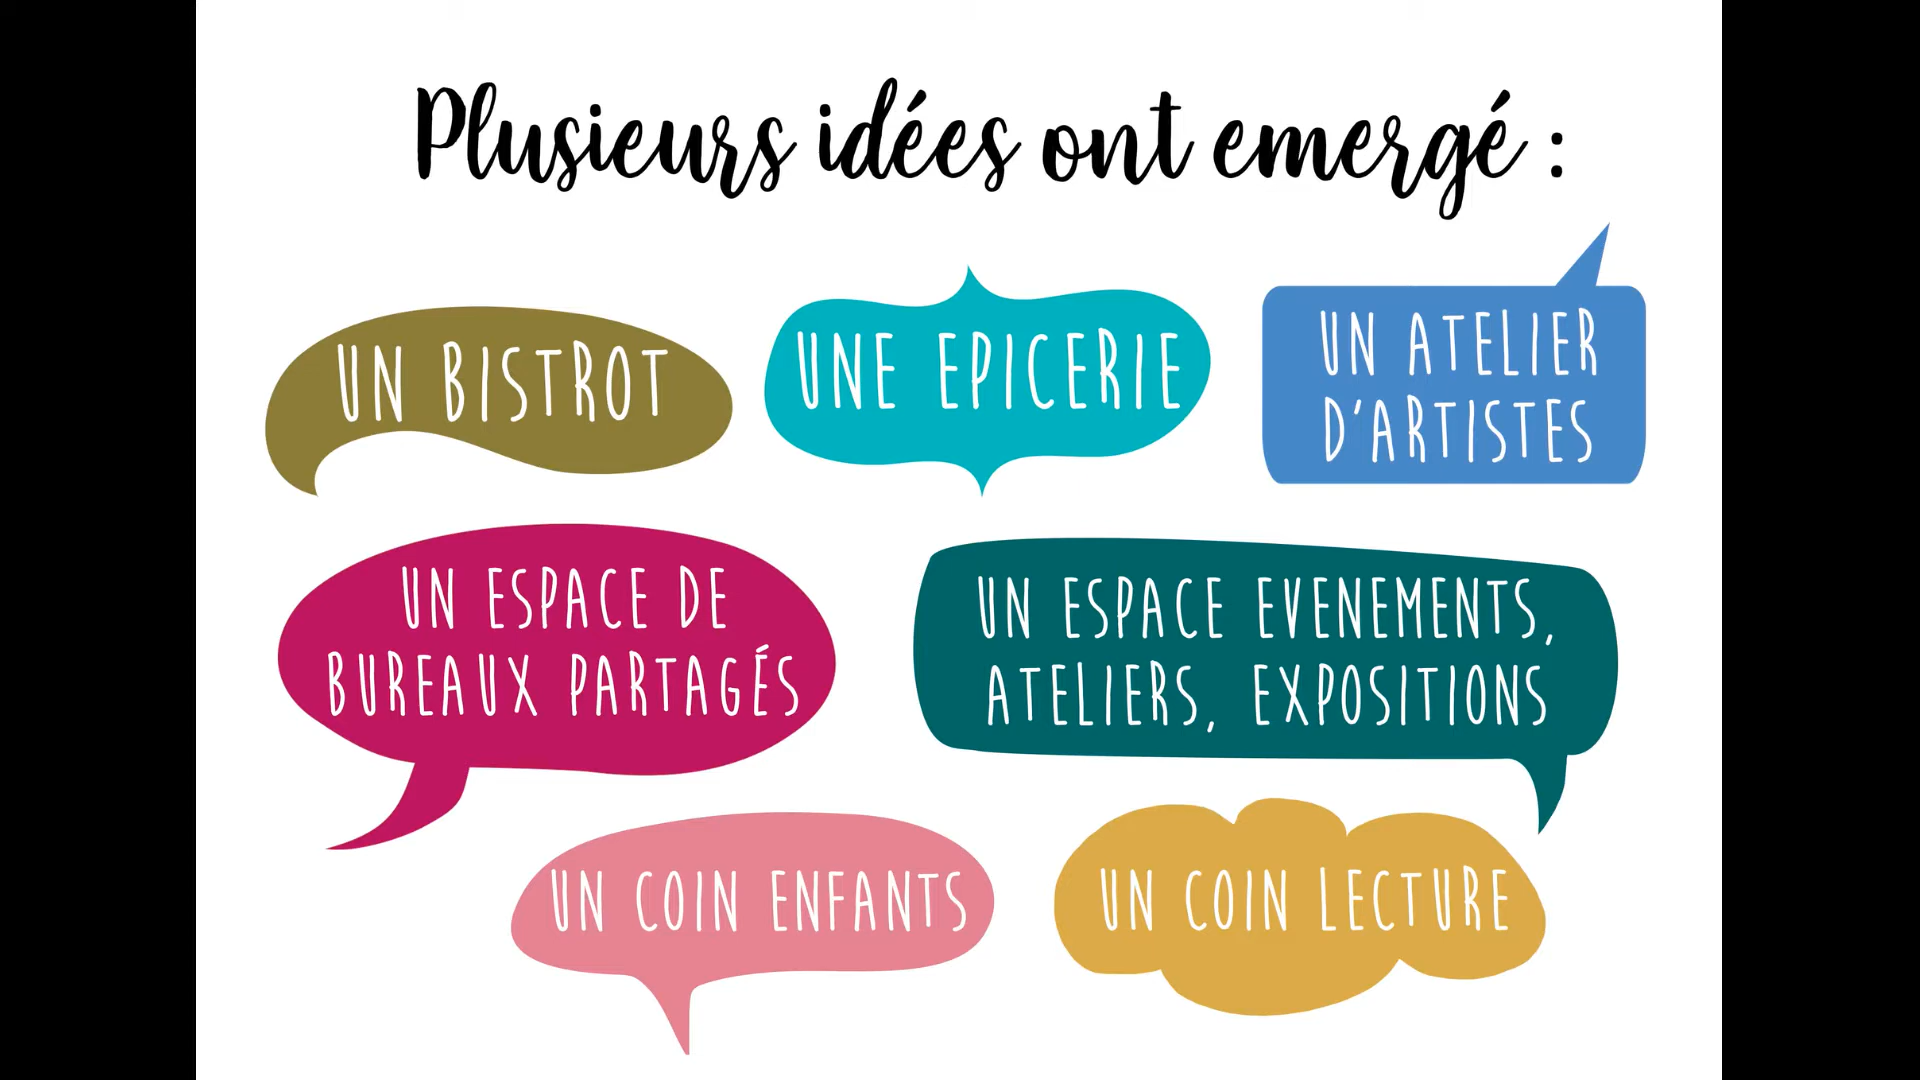 Plusieurs idées ont emergé :
UN BISTROT
UNE EPICERIE
UN ATELIER
D'ARTISTES
UN ESPACE DE
BUREAUX PARTAGÉS
UN ESPACE EVENEMENTS,
ATELIERS, EXPOSITIONS
UN COIN ENFANTS
UN COIN LECTURE